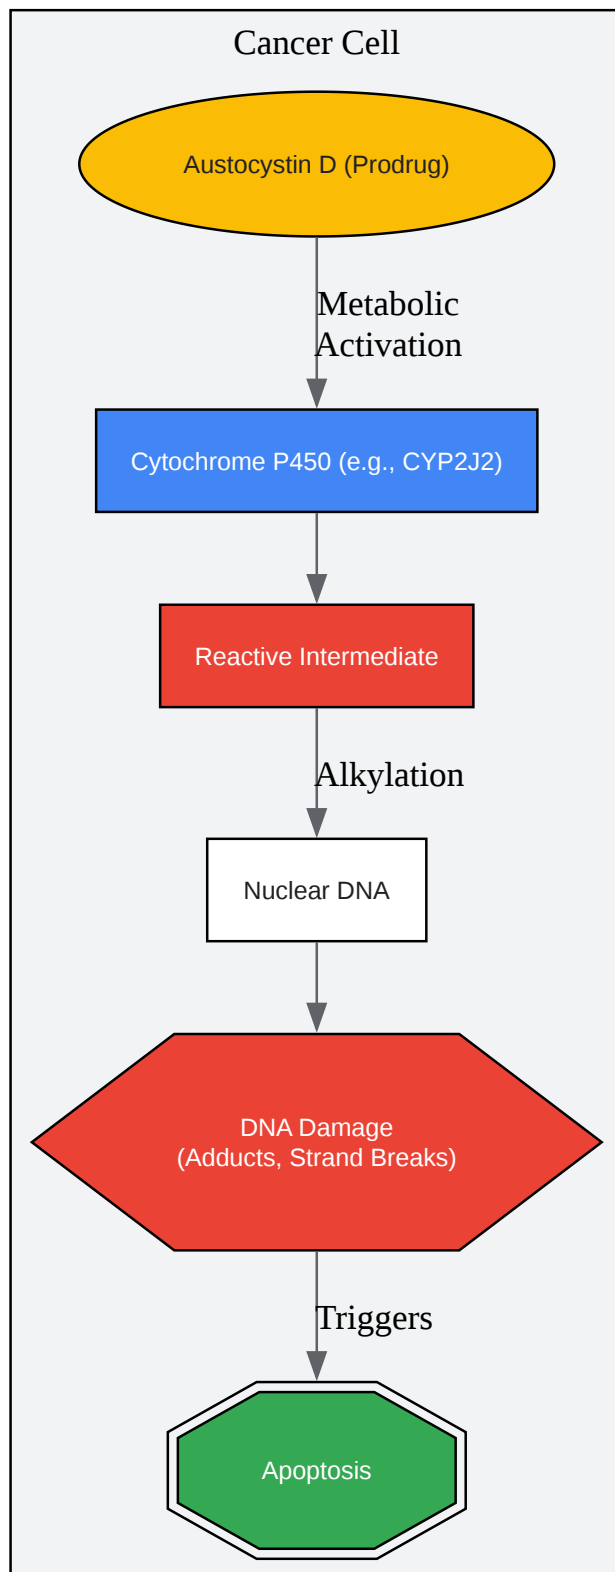 Cancer Cell
Austocystin D (Prodrug)
Metabolic
Activation
Cytochrome P450 (e.g., CYP2J2)
Reactive Intermediate
Alkylation
Nuclear DNA
DNA Damage
(Adducts, Strand Breaks)
Triggers
Apoptosis